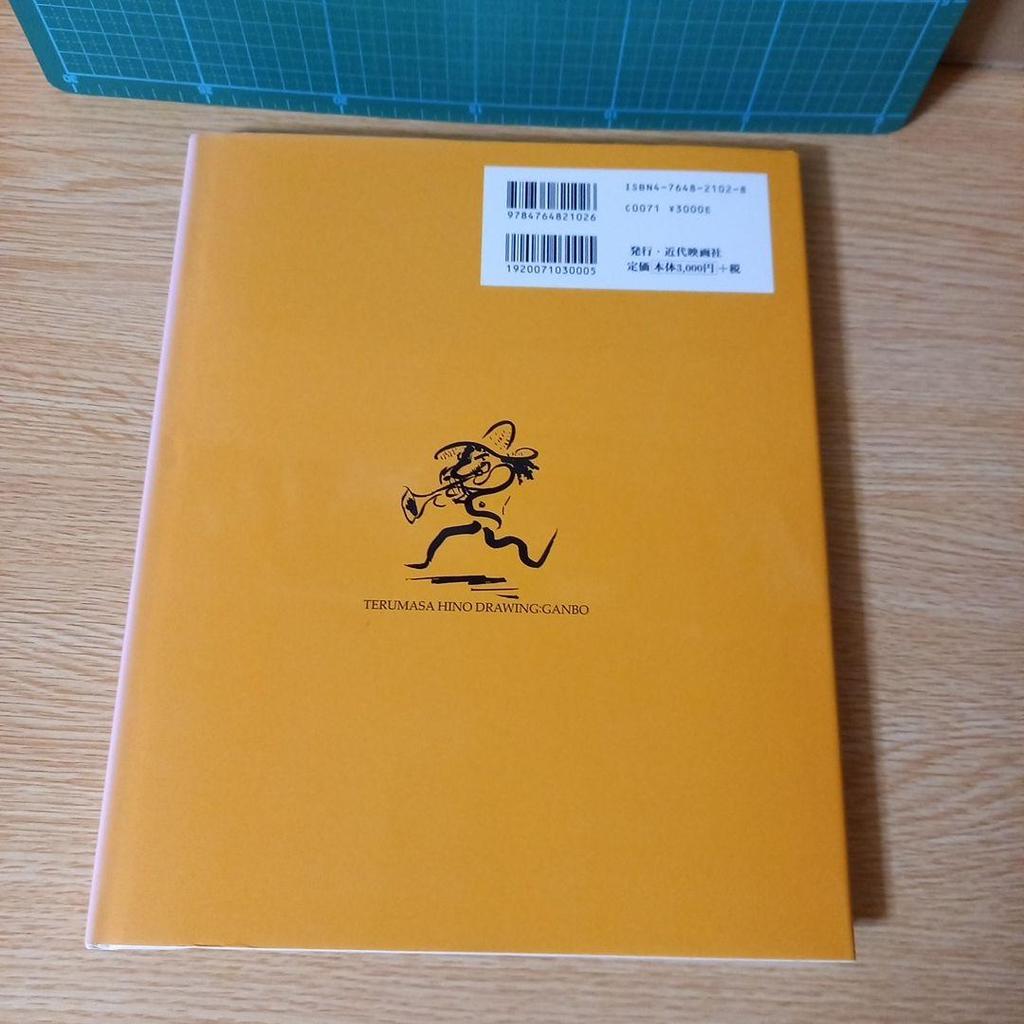 ISBN4-7648-2102-8
9784764821026
C0071 ¥3000E
発行・近代映画社
1920071030005
定価[本体3,000円]+税
TERUMASA HINO DRAWING:GANBO